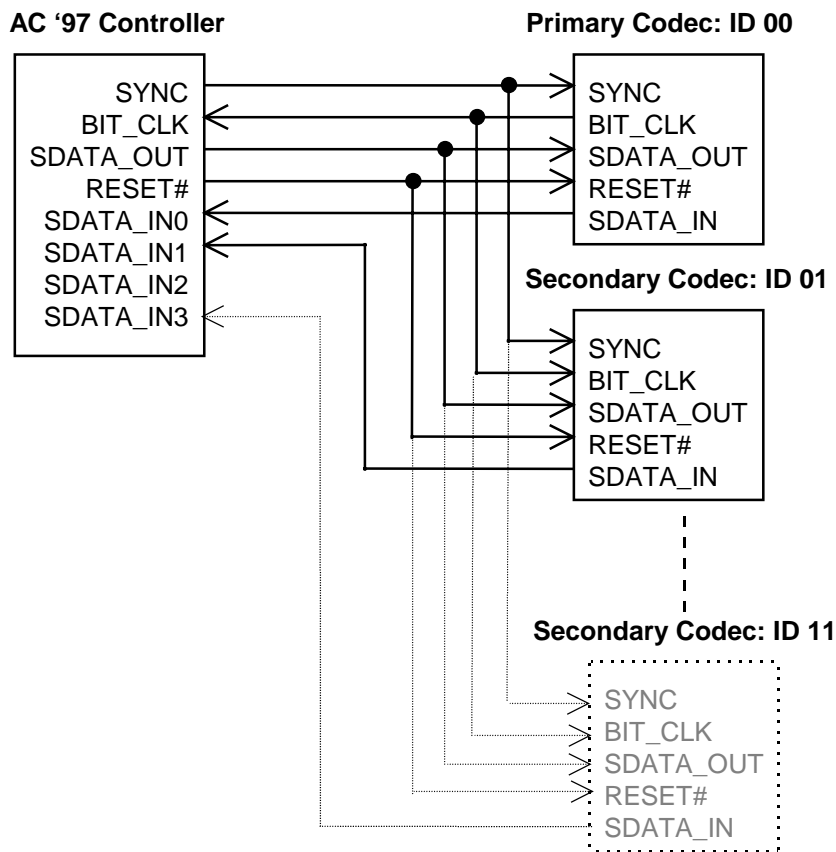 AC ‘97 Controller
SYNC
BIT_CLK
SDATA_OUT
RESET#
SDATA_IN0
SDATA_IN1
SDATA_IN2
SDATA_IN3
Primary Codec: ID 00
SYNC
BIT_CLK
SDATA_OUT
RESET#
SDATA_IN
Secondary Codec: ID 01
SYNC
BIT_CLK
SDATA_OUT
RESET#
SDATA_IN
Secondary Codec: ID 11
SYNC
BIT_CLK
SDATA_OUT
RESET#
SDATA_IN